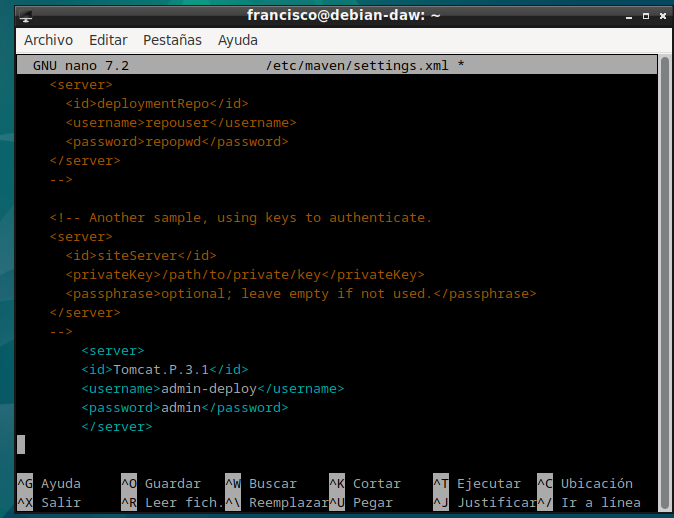 francisco@debian-daw: ~
Archivo Editar Pestañas Ayuda
GNU nano 7.2 /etc/maven/settings.xml *
<server>
<id>deploymentRepo</id>
<username>repouser</username>
<password>repopwd</password>
</server>
-->
<!-- Another sample, using keys to authenticate.
<server>
<id>siteServer</id>
<privateKey>/path/to/private/key</privateKey>
<passphrase>optional; leave empty if not used.</passphrase>
</server>
-->
<server>
<id>Tomcat.P.3.1</id>
<username>admin-deploy</username>
<password>admin</password>
</server>
^G Ayuda ^O Guardar ^W Buscar ^K Cortar ^T Ejecutar ^C Ubicación
^X Salir ^R Leer fich. ^\ Reemplazar ^U Pegar ^J Justificar ^/ Ir a línea